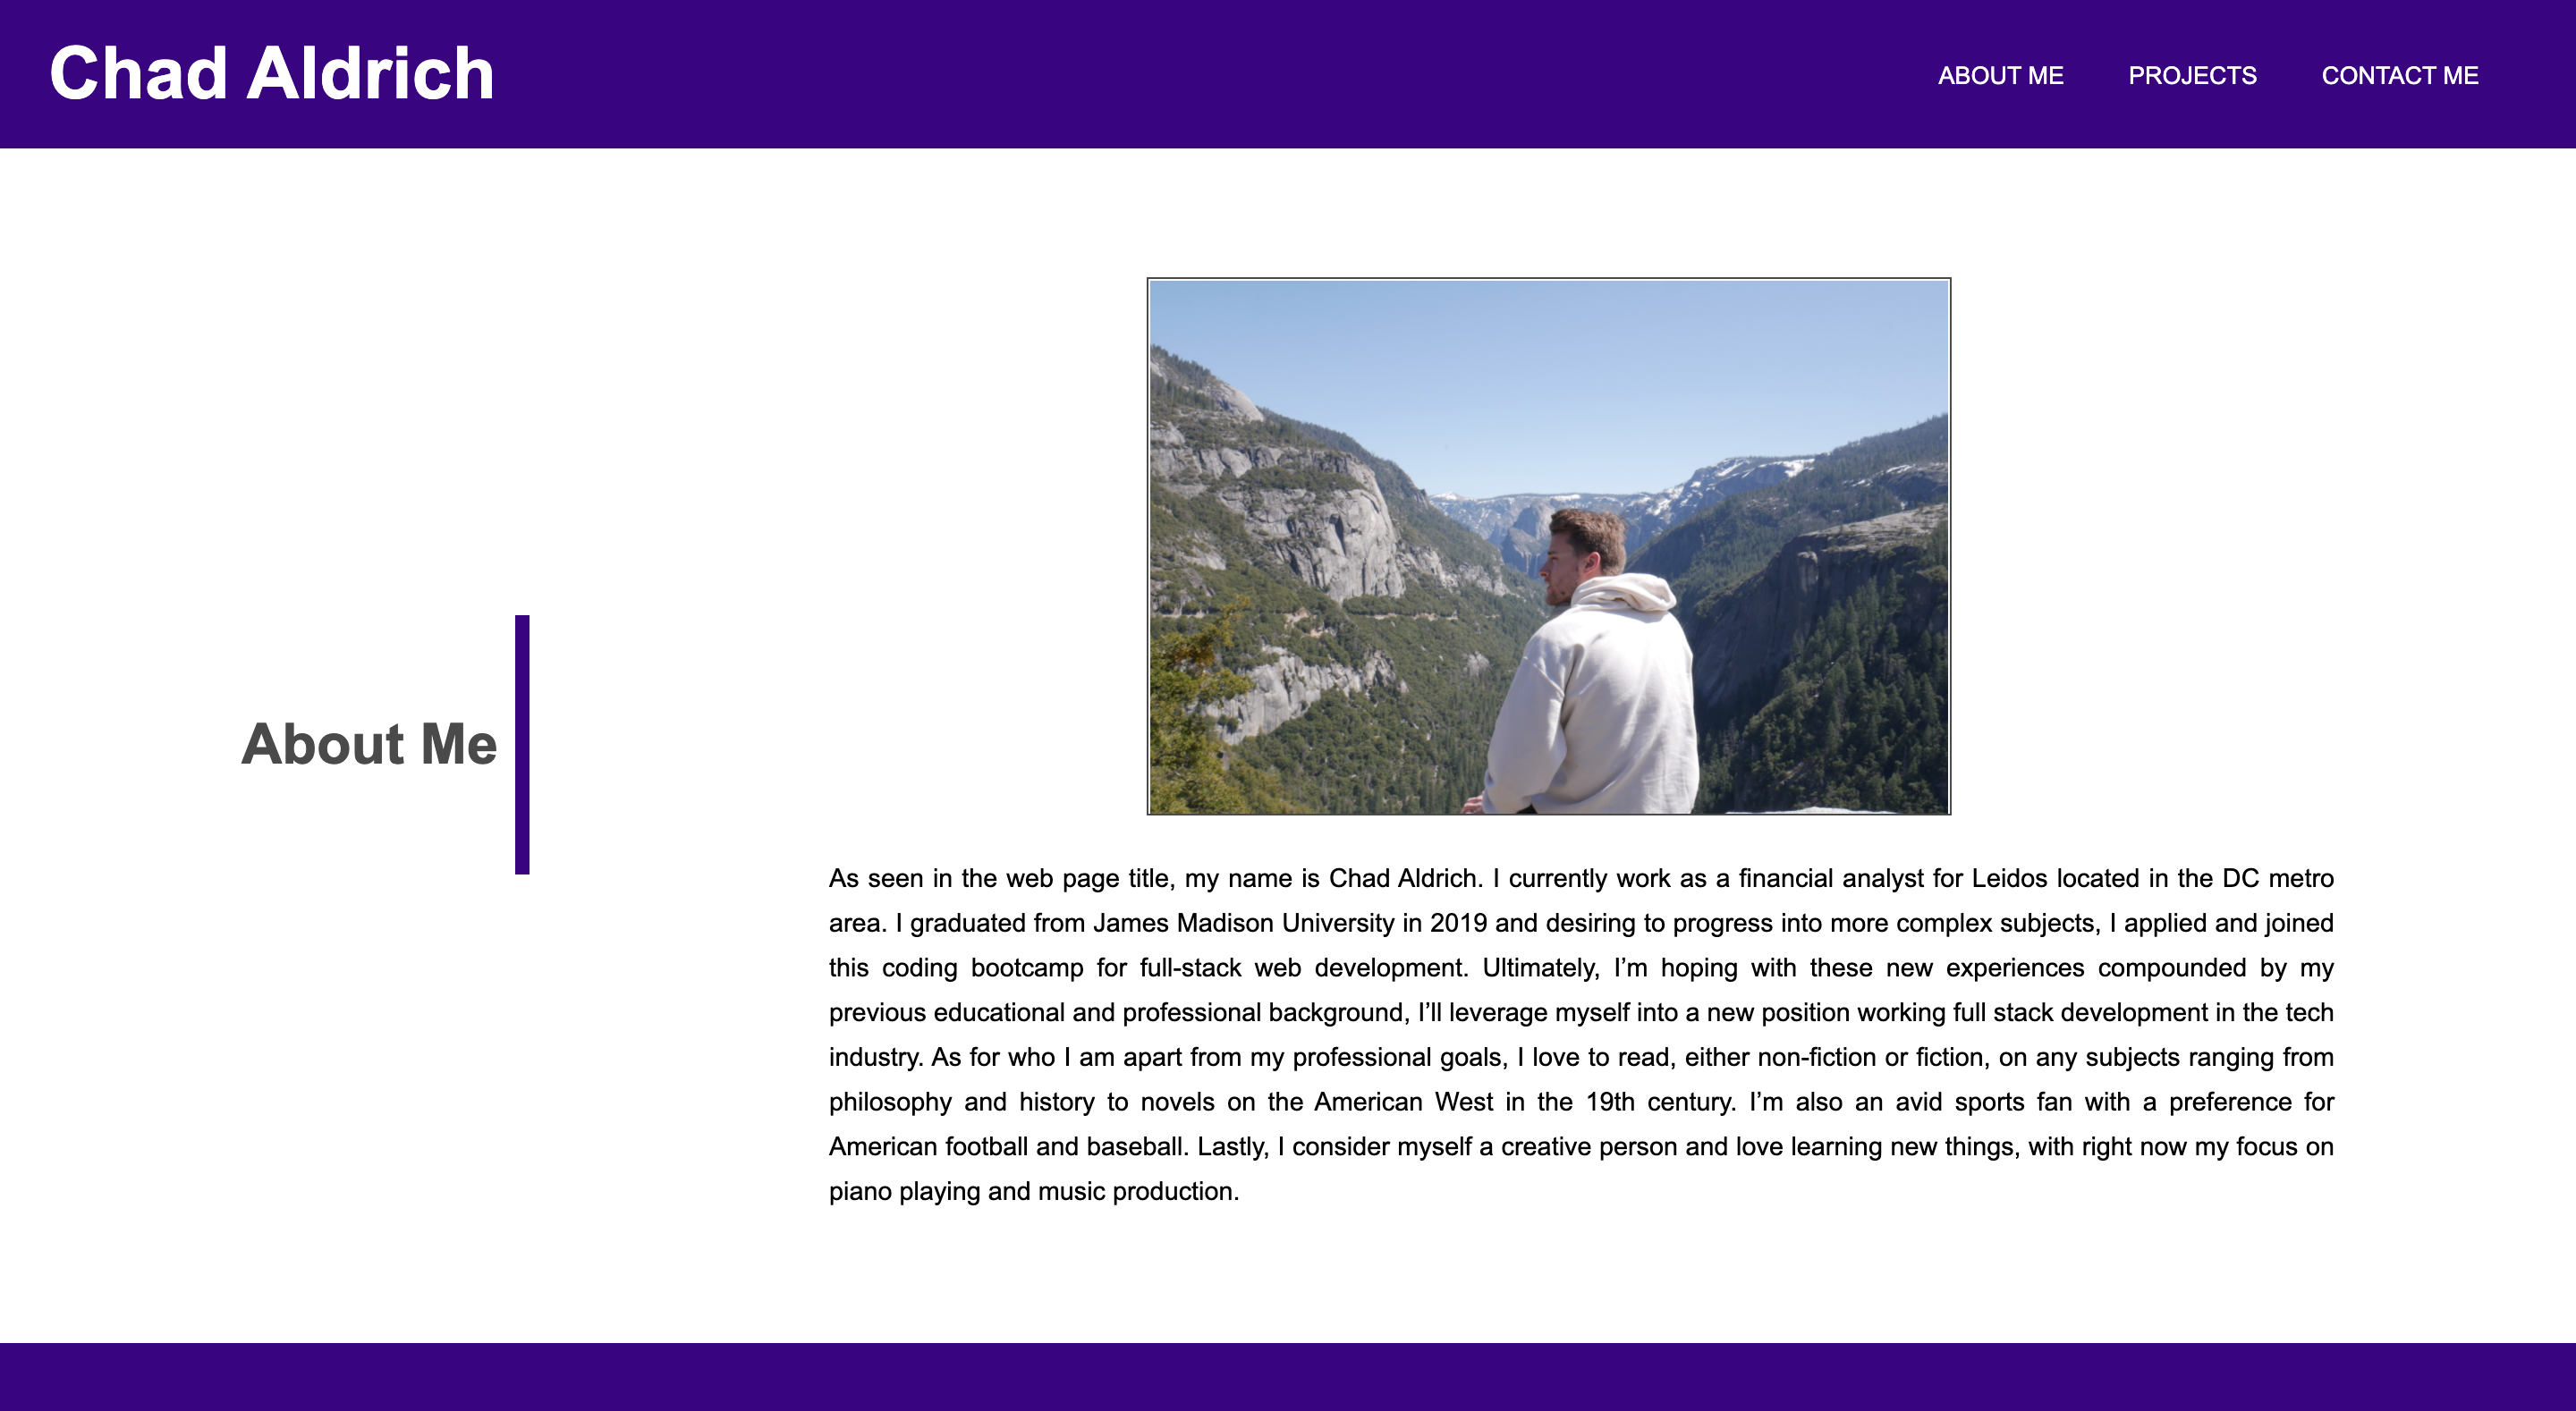 Chad Aldrich
ABOUT ME PROJECTS CONTACT ME
About Me
As seen in the web page title, my name is Chad Aldrich. I currently work as a financial analyst for Leidos located in the DC metro
area. I graduated from James Madison University in 2019 and desiring to progress into more complex subjects, I applied and joined
this coding bootcamp for full-stack web development. Ultimately, I’m hoping with these new experiences compounded by my
previous educational and professional background, I’ll leverage myself into a new position working full stack development in the tech
industry. As for who I am apart from my professional goals, I love to read, either non-fiction or fiction, on any subjects ranging from
philosophy and history to novels on the American West in the 19th century. I’m also an avid sports fan with a preference for
American football and baseball. Lastly, I consider myself a creative person and love learning new things, with right now my focus on
piano playing and music production.